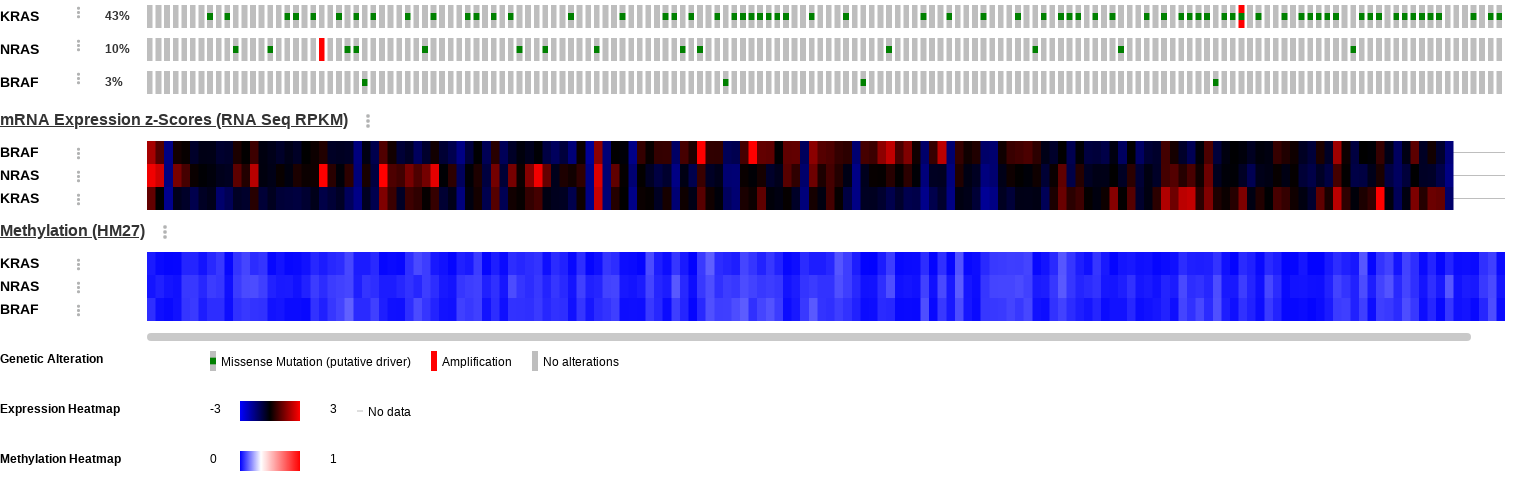 KRAS 43%
NRAS 10%
BRAF 3%
mRNA Expression z-Scores (RNA Seq RPKM)
BRAF
NRAS
KRAS
Methylation (HM27)
KRAS
NRAS
BRAF
Genetic Alteration Missense Mutation (putative driver) Amplification No alterations
Expression Heatmap -3 3 No data
Methylation Heatmap 0 1